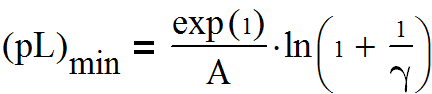 (pL)min = exp(1)/A · ln(1 + 1/γ)